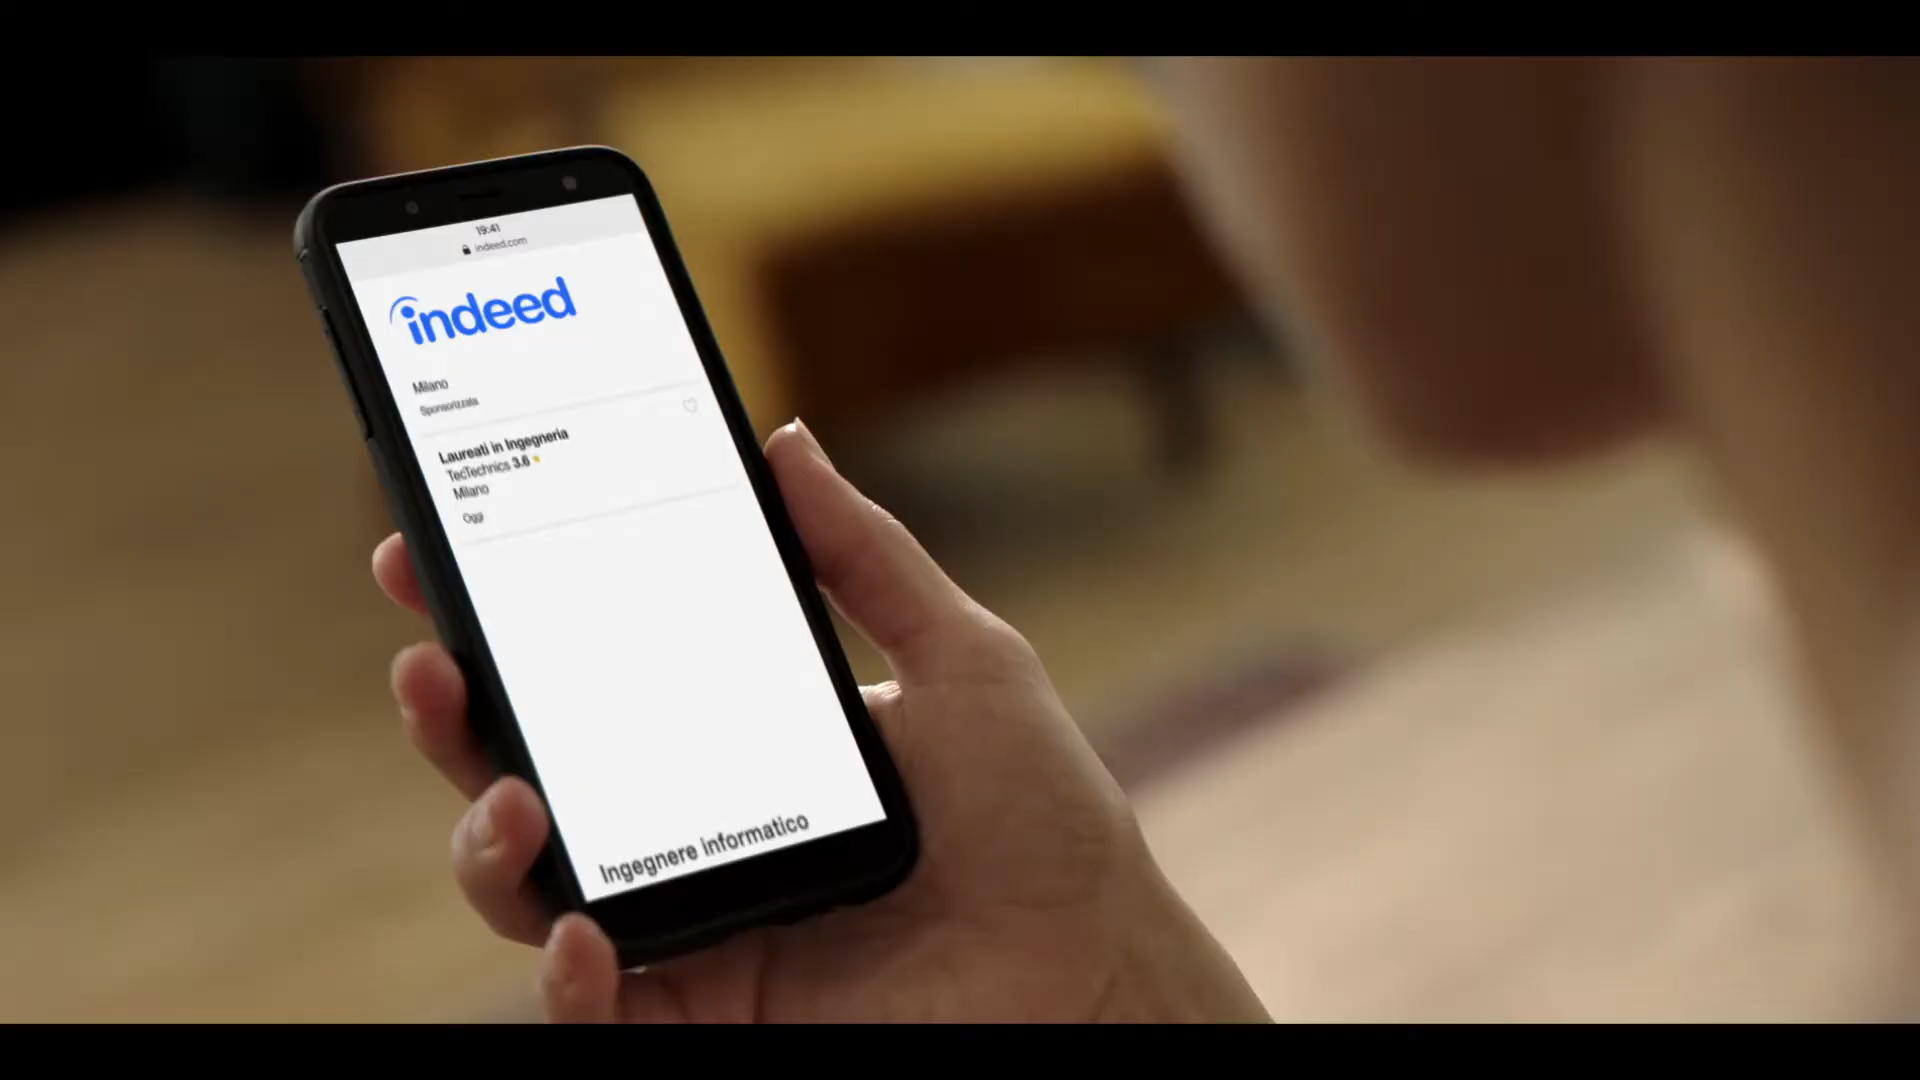 19:41
indeed.com
indeed
Milano
Sponsorizzata
Laureati in Ingegneria
TecTechnics 3.6
Milano
Oggi
Ingegnere informatico